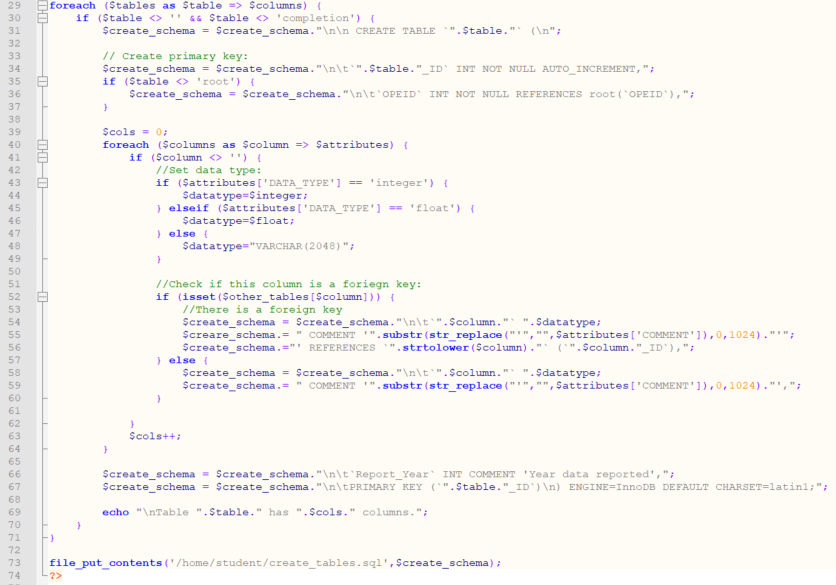 29 foreach ($tables as $table => $columns) {
30     if ($table <> '' && $table <> 'completion') {
31         $create_schema = $create_schema."\n\n CREATE TABLE `".$table."` (\n";
32
33         // Create primary key:
34         $create_schema = $create_schema."\n\t`".$table."_ID` INT NOT NULL AUTO_INCREMENT,";
35         if ($table <> 'root') {
36             $create_schema = $create_schema."\n\t`OPEID` INT NOT NULL REFERENCES root(`OPEID`),";
37         }
38
39         $cols = 0;
40         foreach ($columns as $column => $attributes) {
41             if ($column <> '') {
42                 //Set data type:
43                 if ($attributes['DATA_TYPE'] == 'integer') {
44                     $datatype=$integer;
45                 } elseif ($attributes['DATA_TYPE'] == 'float') {
46                     $datatype=$float;
47                 } else {
48                     $datatype="VARCHAR(2048)";
49                 }
50
51                 //Check if this column is a foriegn key:
52                 if (isset($other_tables[$column])) {
53                     //There is a foreign key
54                     $create_schema = $create_schema."\n\t`".$column."` ".$datatype;
55                     $creare_schema.= " COMMENT '".substr(str_replace("'","",$attributes['COMMENT']),0,1024)."'";
56                     $create_schema.="' REFERENCES `".strtolower($column)."` (`".$column."_ID),";
57                 } else {
58                     $create_schema = $create_schema."\n\t`".$column."` ".$datatype;
59                     $create_schema.= " COMMENT '".substr(str_replace("'","",$attributes['COMMENT']),0,1024)."',";
60                 }
61
62             }
63             $cols++;
64         }
65
66         $create_schema = $create_schema."\n\t`Report_Year` INT COMMENT 'Year data reported',";
67         $create_schema = $create_schema."\n\tPRIMARY KEY (`".$table."_ID`)\n) ENGINE=InnoDB DEFAULT CHARSET=latin1;";
68
69         echo "\nTable ".$table." has ".$cols." columns.";
70     }
71 }
72
73 file_put_contents('/home/student/create_tables.sql',$create_schema);
74 ?>